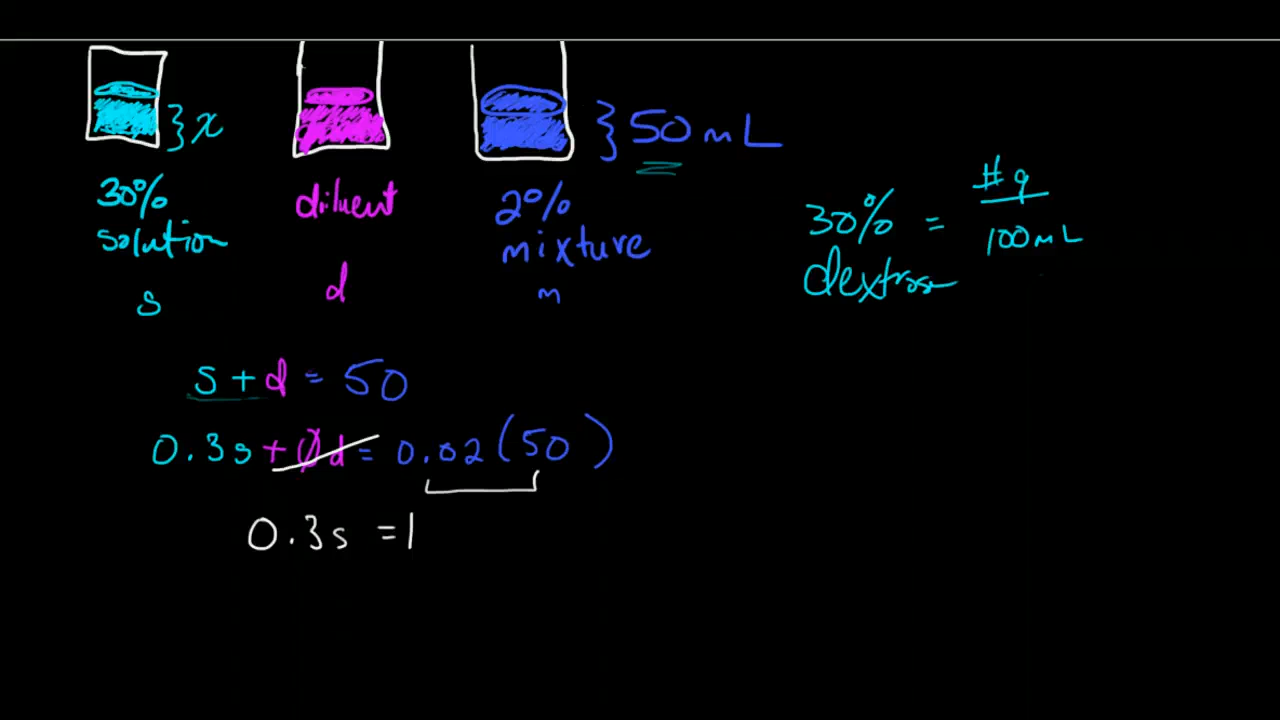 } x
} 50 mL
30% solution
diluent
2% mixture
30% dextrose = # g / 100 mL
s
d
m
s + d = 50
0.3s + 0d = 0.02 (50)
0.3s = 1